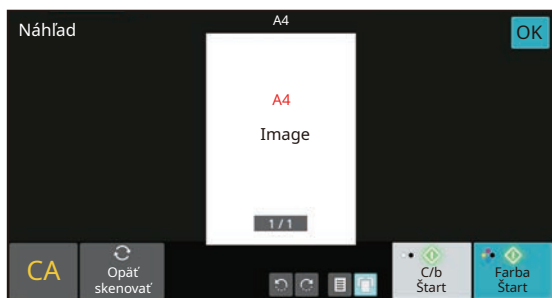 Náhľad
A4
OK
A4
Image
1/1
CA
Opäť
skenovať
C/b
Štart
Farba
Štart